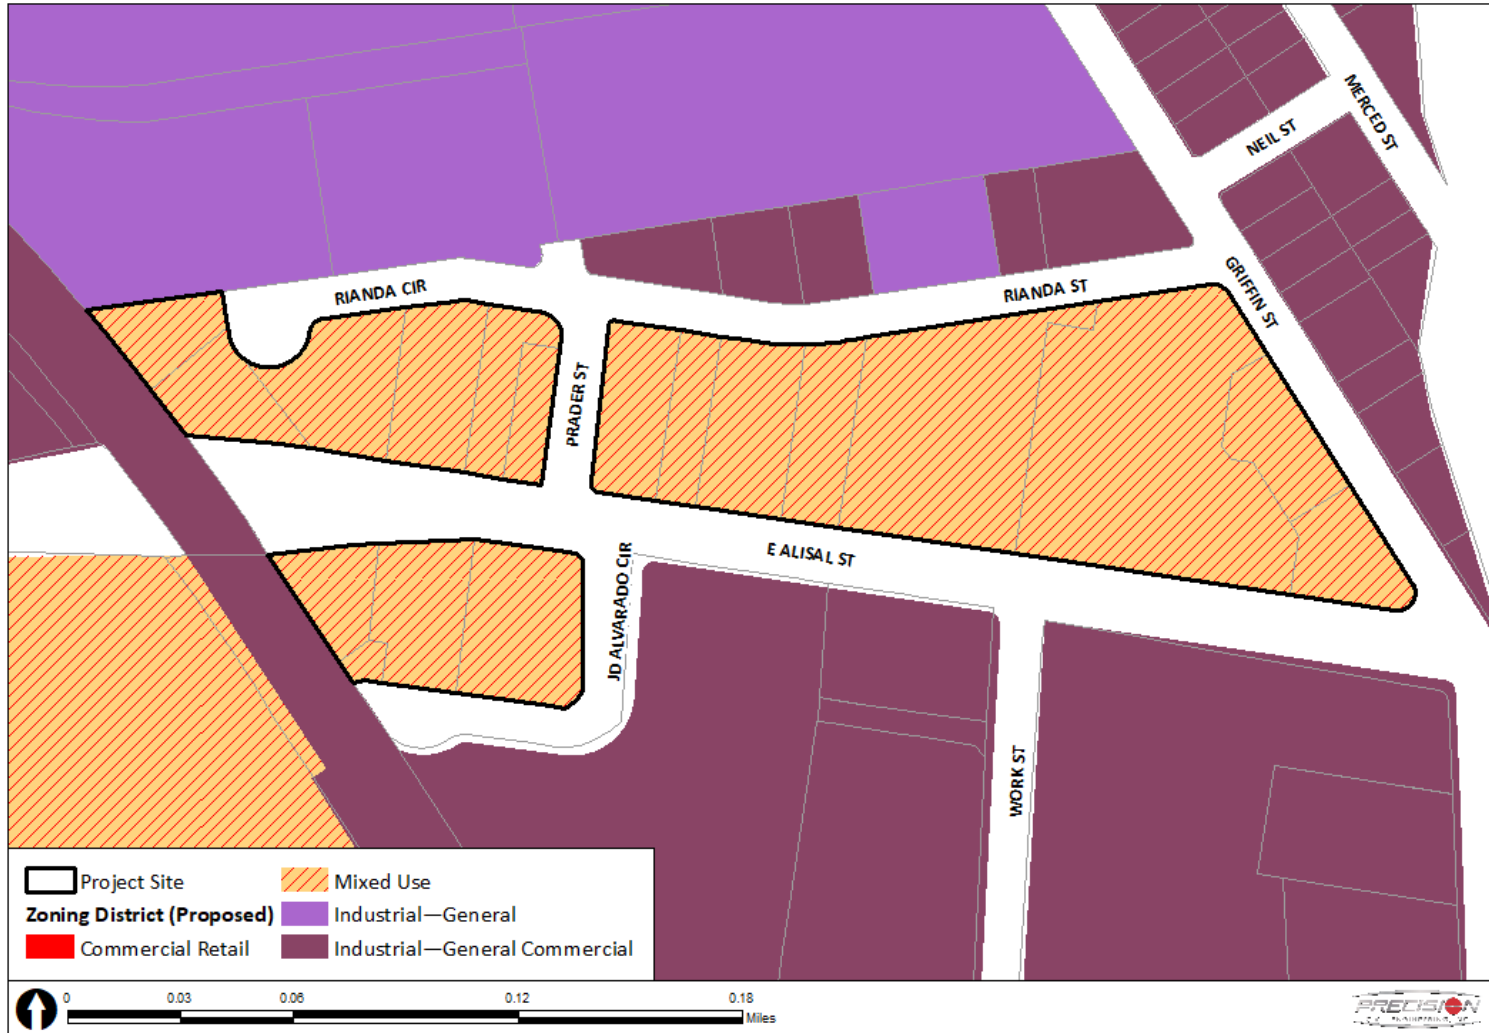 MERCED ST
NEIL ST
GRIFFIN ST
RIANDA CIR
RIANDA ST
PRADER ST
E ALISAL ST
JD ALVARADO CIR
WORK ST
Project Site
Mixed Use
Zoning District (Proposed)
Industrial—General
Commercial Retail
Industrial—General Commercial
0 0.03 0.06 0.12 0.18
Miles
PRECISION